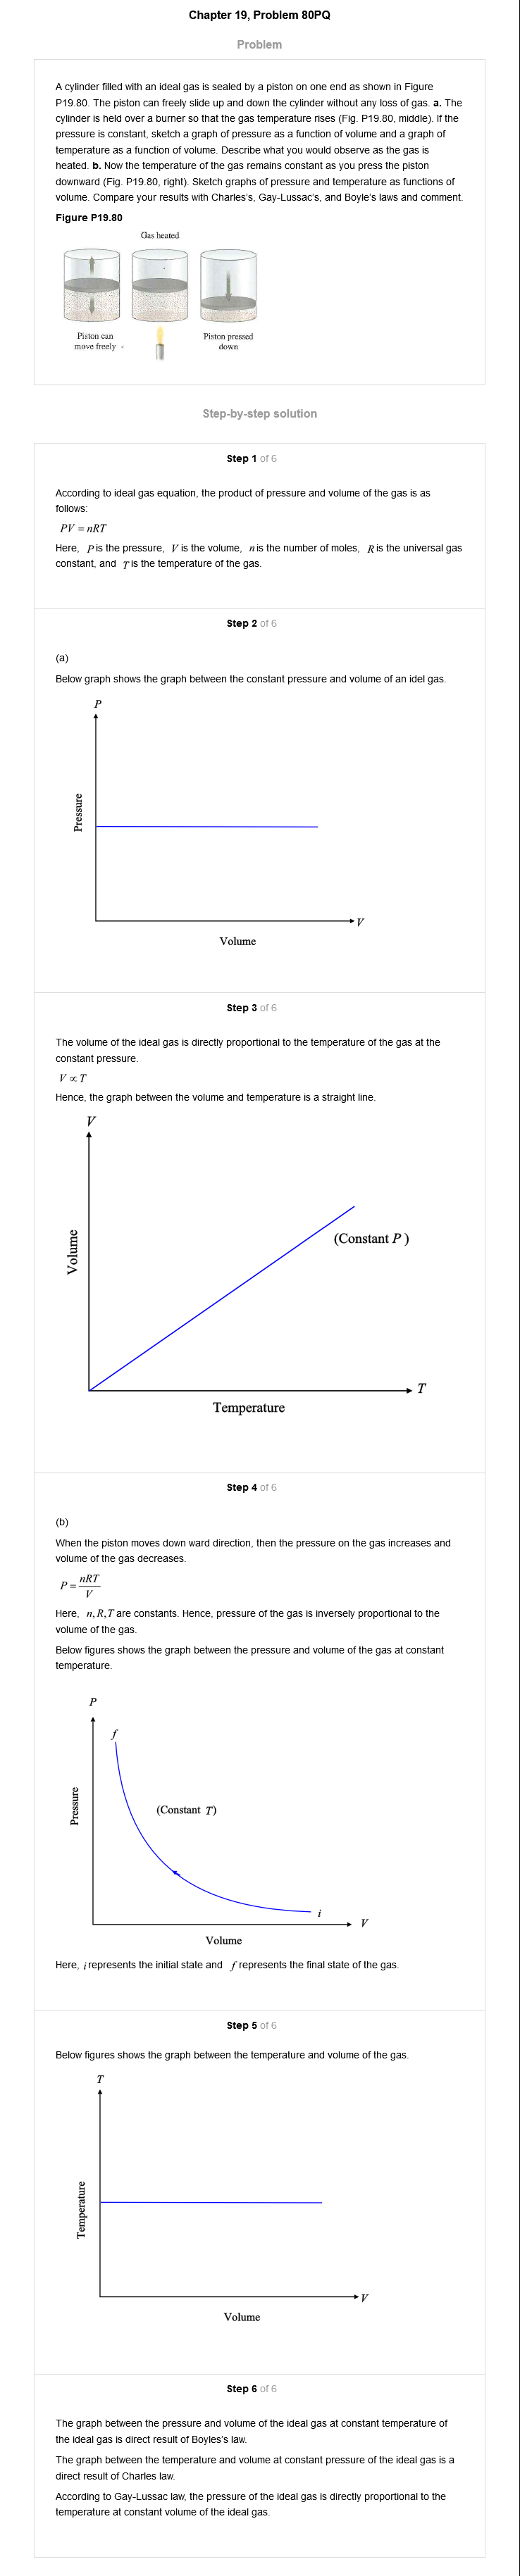 Chapter 19, Problem 80PQ
Problem
A cylinder filled with an ideal gas is sealed by a piston on one end as shown in Figure
P19.80. The piston can freely slide up and down the cylinder without any loss of gas. a. The
cylinder is held over a burner so that the gas temperature rises (Fig. P19.80, middle). If the
pressure is constant, sketch a graph of pressure as a function of volume and a graph of
temperature as a function of volume. Describe what you would observe as the gas is
heated. b. Now the temperature of the gas remains constant as you press the piston
downward (Fig. P19.80, right). Sketch graphs of pressure and temperature as functions of
volume. Compare your results with Charles's, Gay-Lussac's, and Boyle's laws and comment.
Figure P19.80
Gas heated
Piston can
move freely
Piston pressed
down
Step-by-step solution
Step 1 of 6
According to ideal gas equation, the product of pressure and volume of the gas is as
follows:
PV = nRT
Here, P is the pressure, V is the volume, n is the number of moles, R is the universal gas
constant, and T is the temperature of the gas.
Step 2 of 6
(a)
Below graph shows the graph between the constant pressure and volume of an idel gas.
P
Pressure
V
Volume
Step 3 of 6
The volume of the ideal gas is directly proportional to the temperature of the gas at the
constant pressure.
V ∝ T
Hence, the graph between the volume and temperature is a straight line.
V
Volume
(Constant P )
T
Temperature
Step 4 of 6
(b)
When the piston moves down ward direction, then the pressure on the gas increases and
volume of the gas decreases.
P = nRT / V
Here, n, R, T are constants. Hence, pressure of the gas is inversely proportional to the
volume of the gas.
Below figures shows the graph between the pressure and volume of the gas at constant
temperature.
P
f
Pressure
(Constant T)
i
V
Volume
Here, i represents the initial state and f represents the final state of the gas.
Step 5 of 6
Below figures shows the graph between the temperature and volume of the gas.
T
Temperature
V
Volume
Step 6 of 6
The graph between the pressure and volume of the ideal gas at constant temperature of
the ideal gas is direct result of Boyles's law.
The graph between the temperature and volume at constant pressure of the ideal gas is a
direct result of Charles law.
According to Gay-Lussac law, the pressure of the ideal gas is directly proportional to the
temperature at constant volume of the ideal gas.